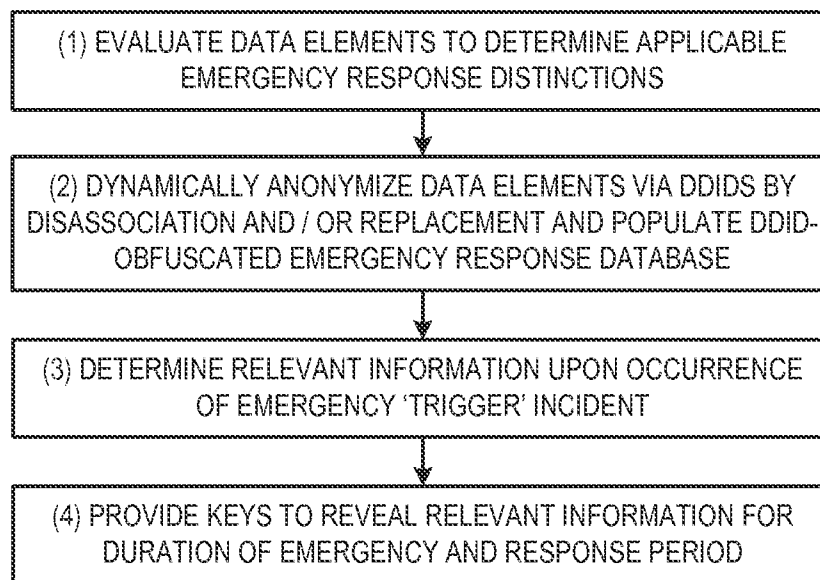 (1) EVALUATE DATA ELEMENTS TO DETERMINE APPLICABLE
EMERGENCY RESPONSE DISTINCTIONS
(2) DYNAMICALLY ANONYMIZE DATA ELEMENTS VIA DDIDS BY
DISASSOCIATION AND / OR REPLACEMENT AND POPULATE DDID-
OBFUSCATED EMERGENCY RESPONSE DATABASE
(3) DETERMINE RELEVANT INFORMATION UPON OCCURRENCE
OF EMERGENCY 'TRIGGER' INCIDENT
(4) PROVIDE KEYS TO REVEAL RELEVANT INFORMATION FOR
DURATION OF EMERGENCY AND RESPONSE PERIOD